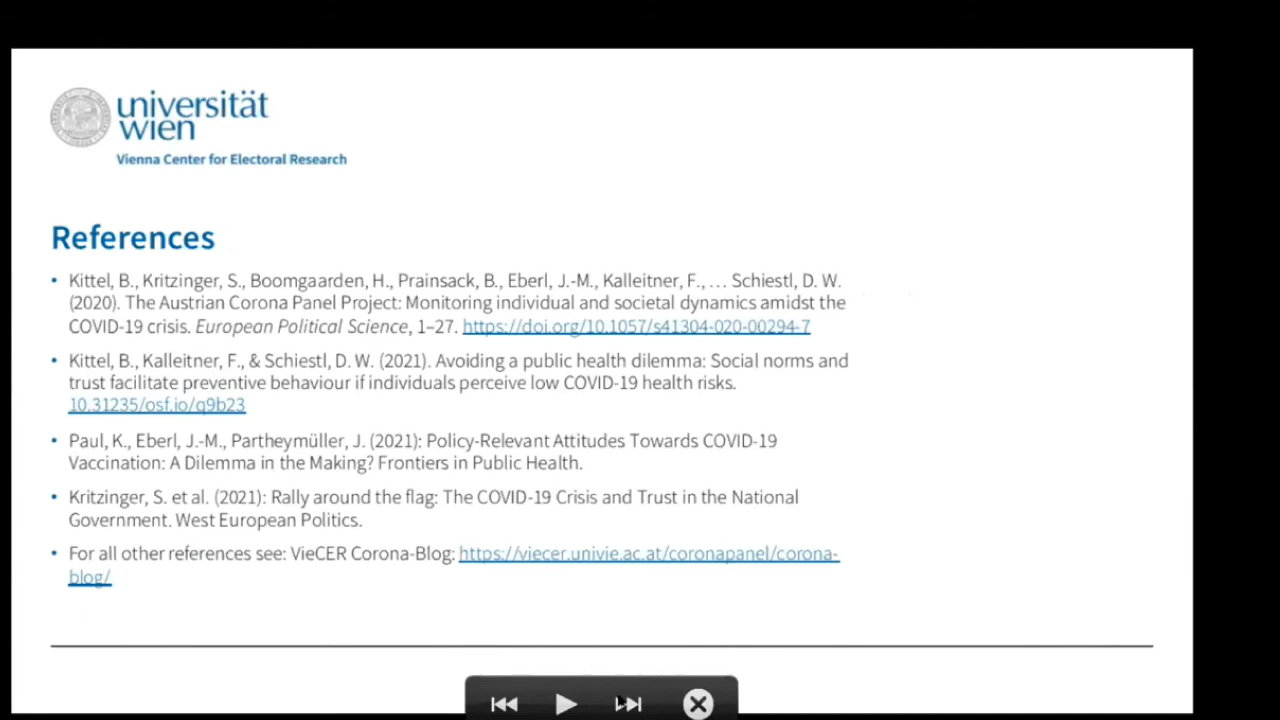 universität
wien
Vienna Center for Electoral Research
References
• Kittel, B., Kritzinger, S., Boomgaarden, H., Prainsack, B., Eberl, J.-M., Kalleitner, F., … Schiestl, D. W.
(2020). The Austrian Corona Panel Project: Monitoring individual and societal dynamics amidst the
COVID-19 crisis. European Political Science, 1–27. https://doi.org/10.1057/s41304-020-00294-7
• Kittel, B., Kalleitner, F., & Schiestl, D. W. (2021). Avoiding a public health dilemma: Social norms and
trust facilitate preventive behaviour if individuals perceive low COVID-19 health risks.
10.31235/osf.io/q9b23
• Paul, K., Eberl, J.-M., Partheymüller, J. (2021): Policy-Relevant Attitudes Towards COVID-19
Vaccination: A Dilemma in the Making? Frontiers in Public Health.
• Kritzinger, S. et al. (2021): Rally around the flag: The COVID-19 Crisis and Trust in the National
Government. West European Politics.
• For all other references see: VieCER Corona-Blog: https://viecer.univie.ac.at/coronapanel/corona-
blog/